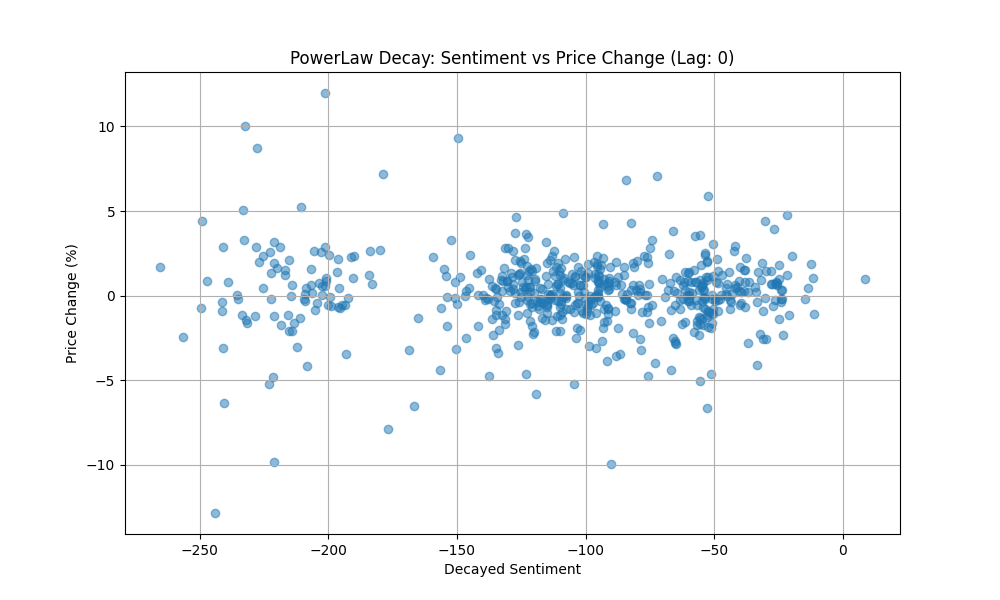 PowerLaw Decay: Sentiment vs Price Change (Lag: 0)
Price Change (%)
10
5
0
−5
−10
−250 −200 −150 −100 −50 0
Decayed Sentiment